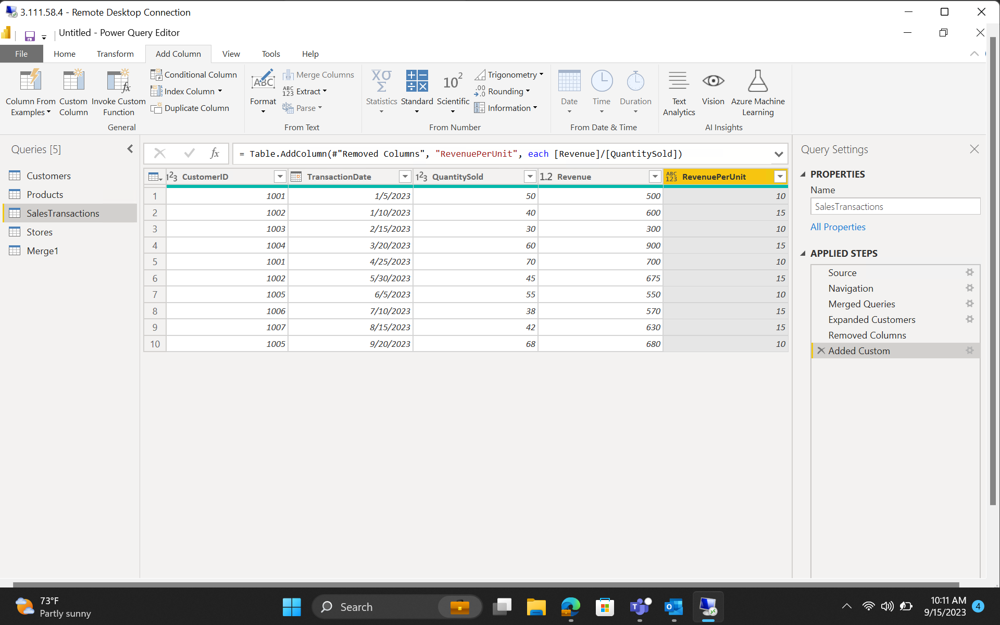 3.111.58.4 - Remote Desktop Connection
Untitled - Power Query Editor
File Home Transform Add Column View Tools Help
Column From Examples
Custom Column
Invoke Custom Function
Conditional Column
Index Column
Duplicate Column
General
Format
Merge Columns
Extract
Parse
From Text
Statistics
Standard
Scientific
Trigonometry
Rounding
Information
From Number
Date
Time
Duration
From Date & Time
Text Analytics
Vision
Azure Machine Learning
AI Insights
Queries [5]
Customers
Products
SalesTransactions
Stores
Merge1
fx = Table.AddColumn(#"Removed Columns", "RevenuePerUnit", each [Revenue]/[QuantitySold])
123 CustomerID TransactionDate 123 QuantitySold 1.2 Revenue ABC 123 RevenuePerUnit
1 1001 1/5/2023 50 500 10
2 1002 1/10/2023 40 600 15
3 1003 2/15/2023 30 300 10
4 1004 3/20/2023 60 900 15
5 1001 4/25/2023 70 700 10
6 1002 5/30/2023 45 675 15
7 1005 6/5/2023 55 550 10
8 1006 7/10/2023 38 570 15
9 1007 8/15/2023 42 630 15
10 1005 9/20/2023 68 680 10
Query Settings
PROPERTIES
Name
SalesTransactions
All Properties
APPLIED STEPS
Source
Navigation
Merged Queries
Expanded Customers
Removed Columns
Added Custom
73°F
Partly sunny
Search
10:11 AM
9/15/2023
4